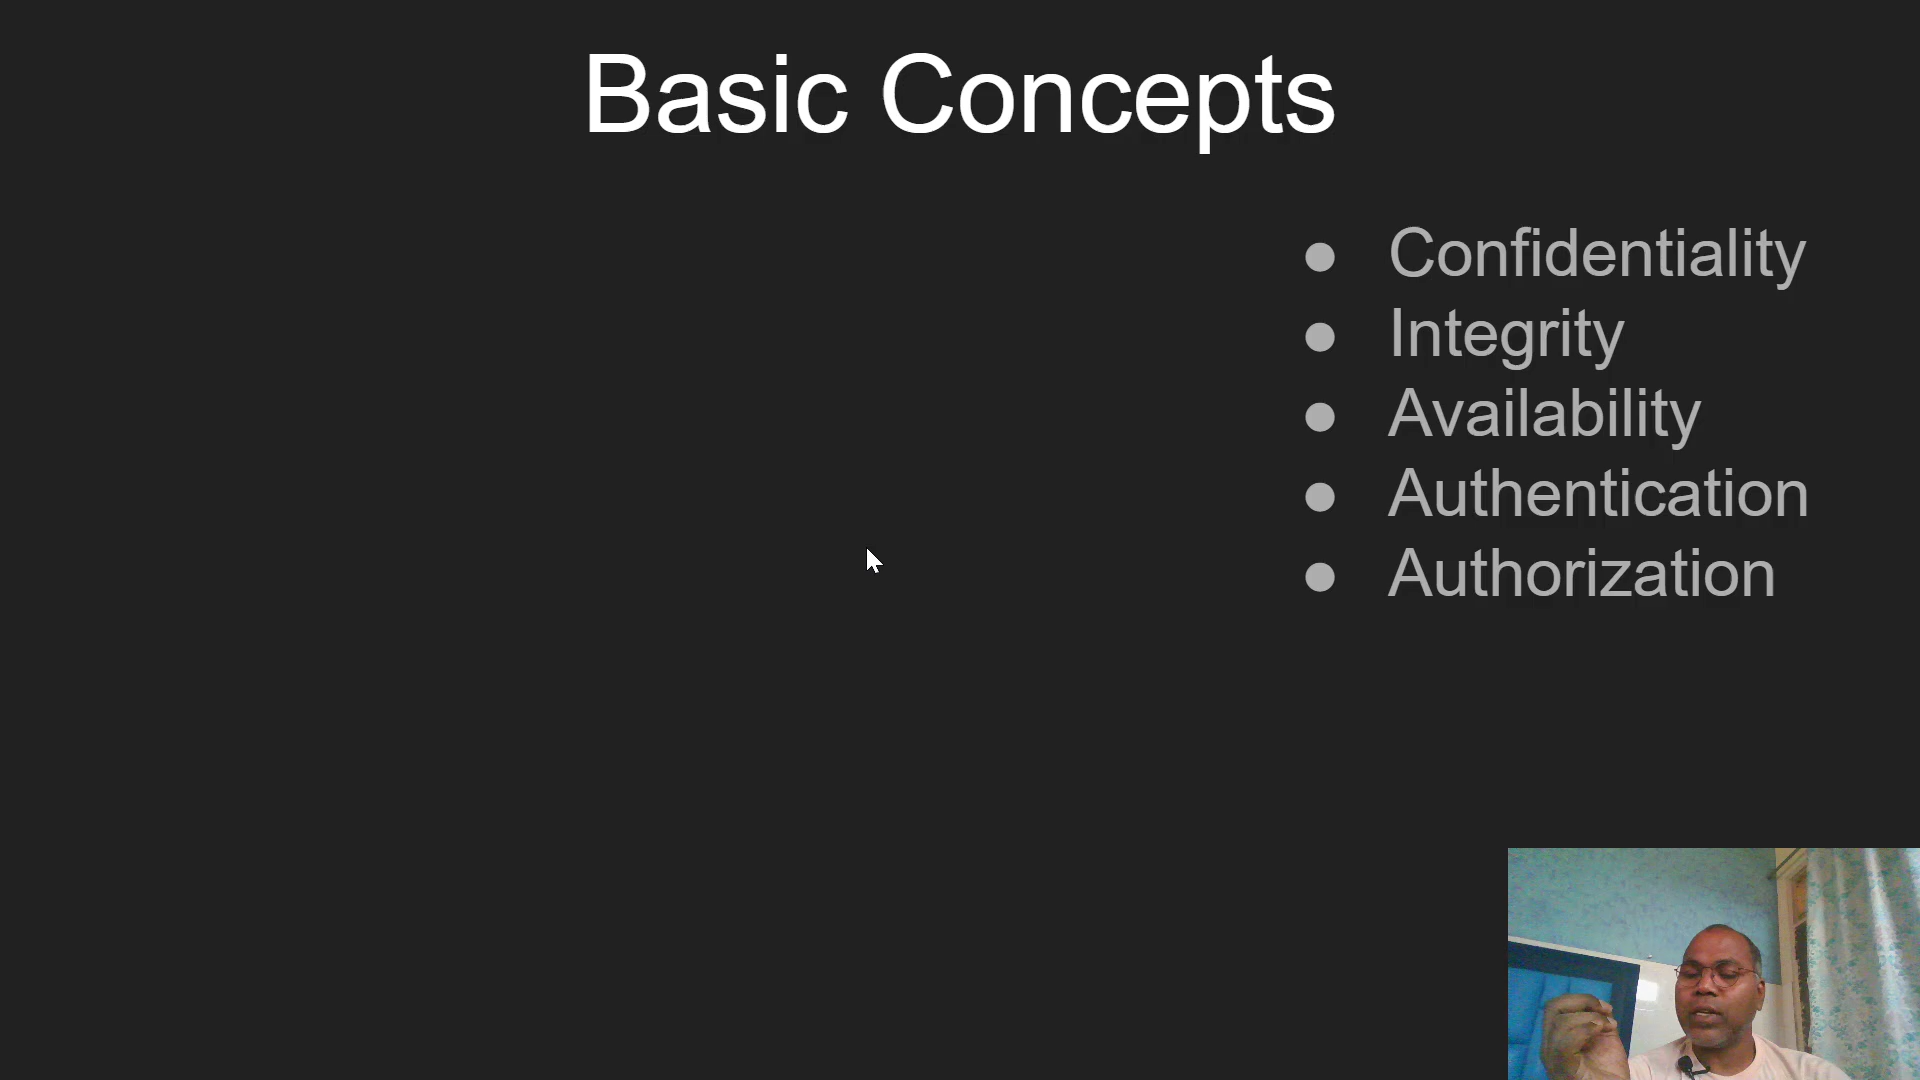 Basic Concepts
● Confidentiality
● Integrity
● Availability
● Authentication
● Authorization